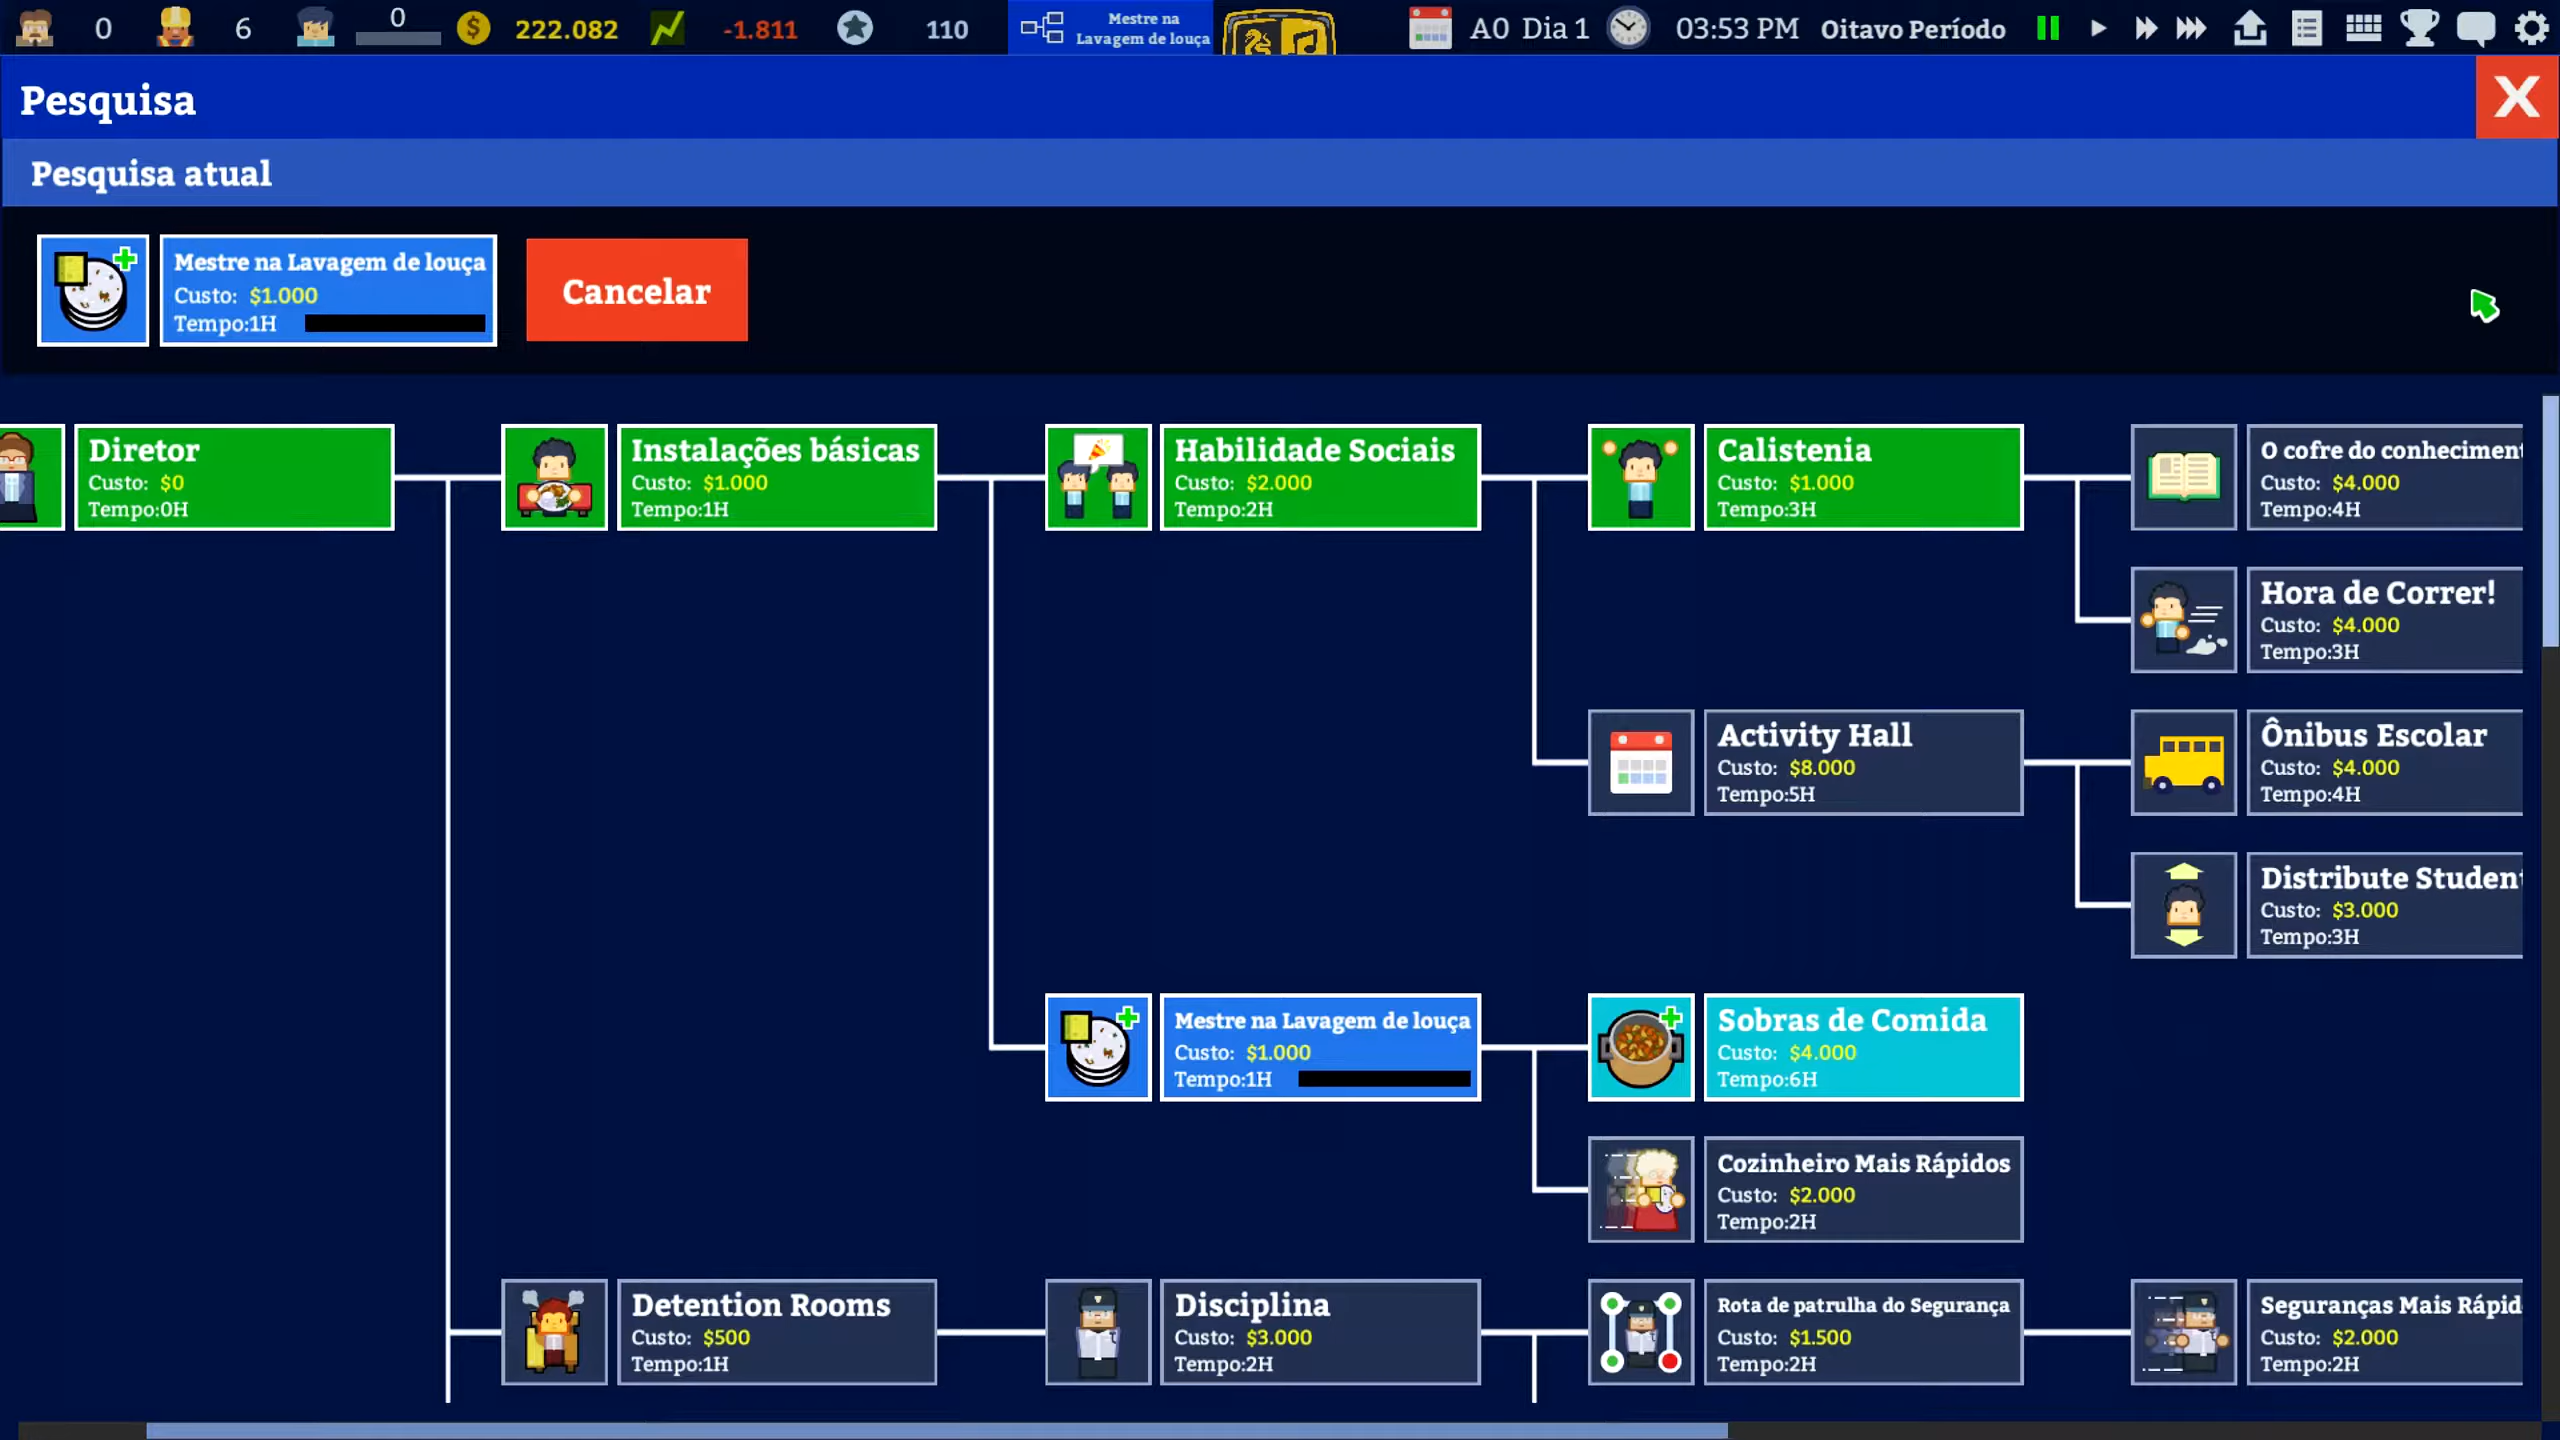 0 6 0 222.082 -1.811 110 Mestre na Lavagem de louça A0 Dia 1 03:53 PM Oitavo Período
Pesquisa X
Pesquisa atual
Mestre na Lavagem de louça
Custo: $1.000
Tempo:1H
Cancelar
Diretor
Custo: $0
Tempo:0H
Instalações básicas
Custo: $1.000
Tempo:1H
Habilidade Sociais
Custo: $2.000
Tempo:2H
Calistenia
Custo: $1.000
Tempo:3H
O cofre do conheciment
Custo: $4.000
Tempo:4H
Hora de Correr!
Custo: $4.000
Tempo:3H
Activity Hall
Custo: $8.000
Tempo:5H
Ônibus Escolar
Custo: $4.000
Tempo:4H
Distribute Studen
Custo: $3.000
Tempo:3H
Mestre na Lavagem de louça
Custo: $1.000
Tempo:1H
Sobras de Comida
Custo: $4.000
Tempo:6H
Cozinheiro Mais Rápidos
Custo: $2.000
Tempo:2H
Detention Rooms
Custo: $500
Tempo:1H
Disciplina
Custo: $3.000
Tempo:2H
Rota de patrulha do Segurança
Custo: $1.500
Tempo:2H
Seguranças Mais Rápid
Custo: $2.000
Tempo:2H